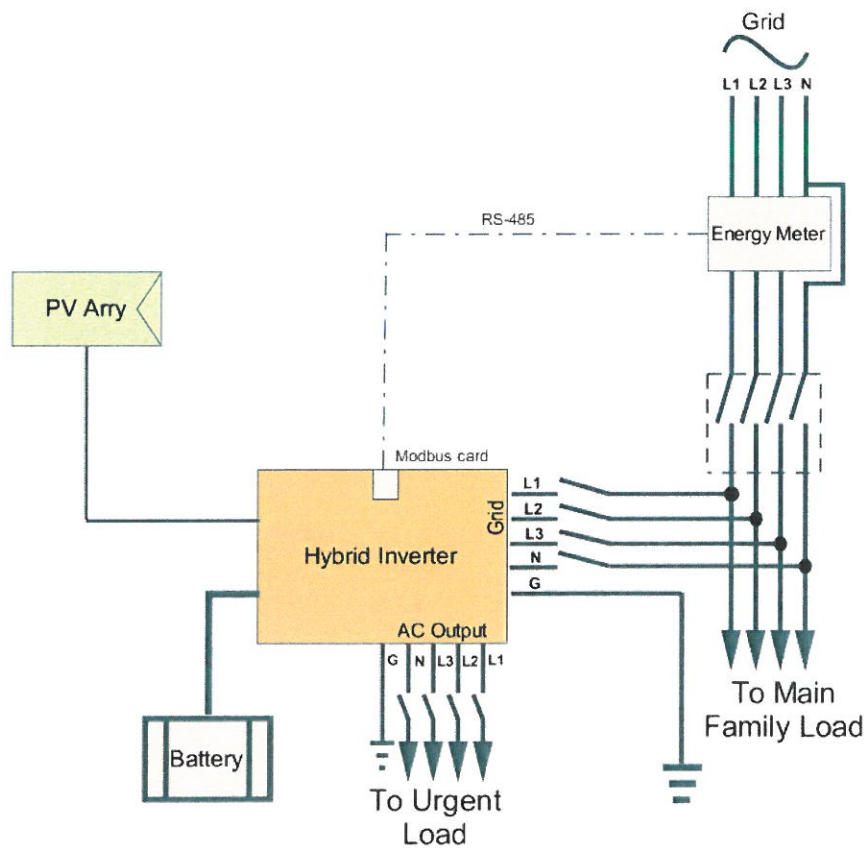 Grid
L1 L2 L3 N
RS-485
Energy Meter
PV Arry
Modbus card
L1
L2
L3
N
G
Grid
Hybrid Inverter
AC Output
G N L3 L2 L1
Battery
To Urgent
Load
To Main
Family Load